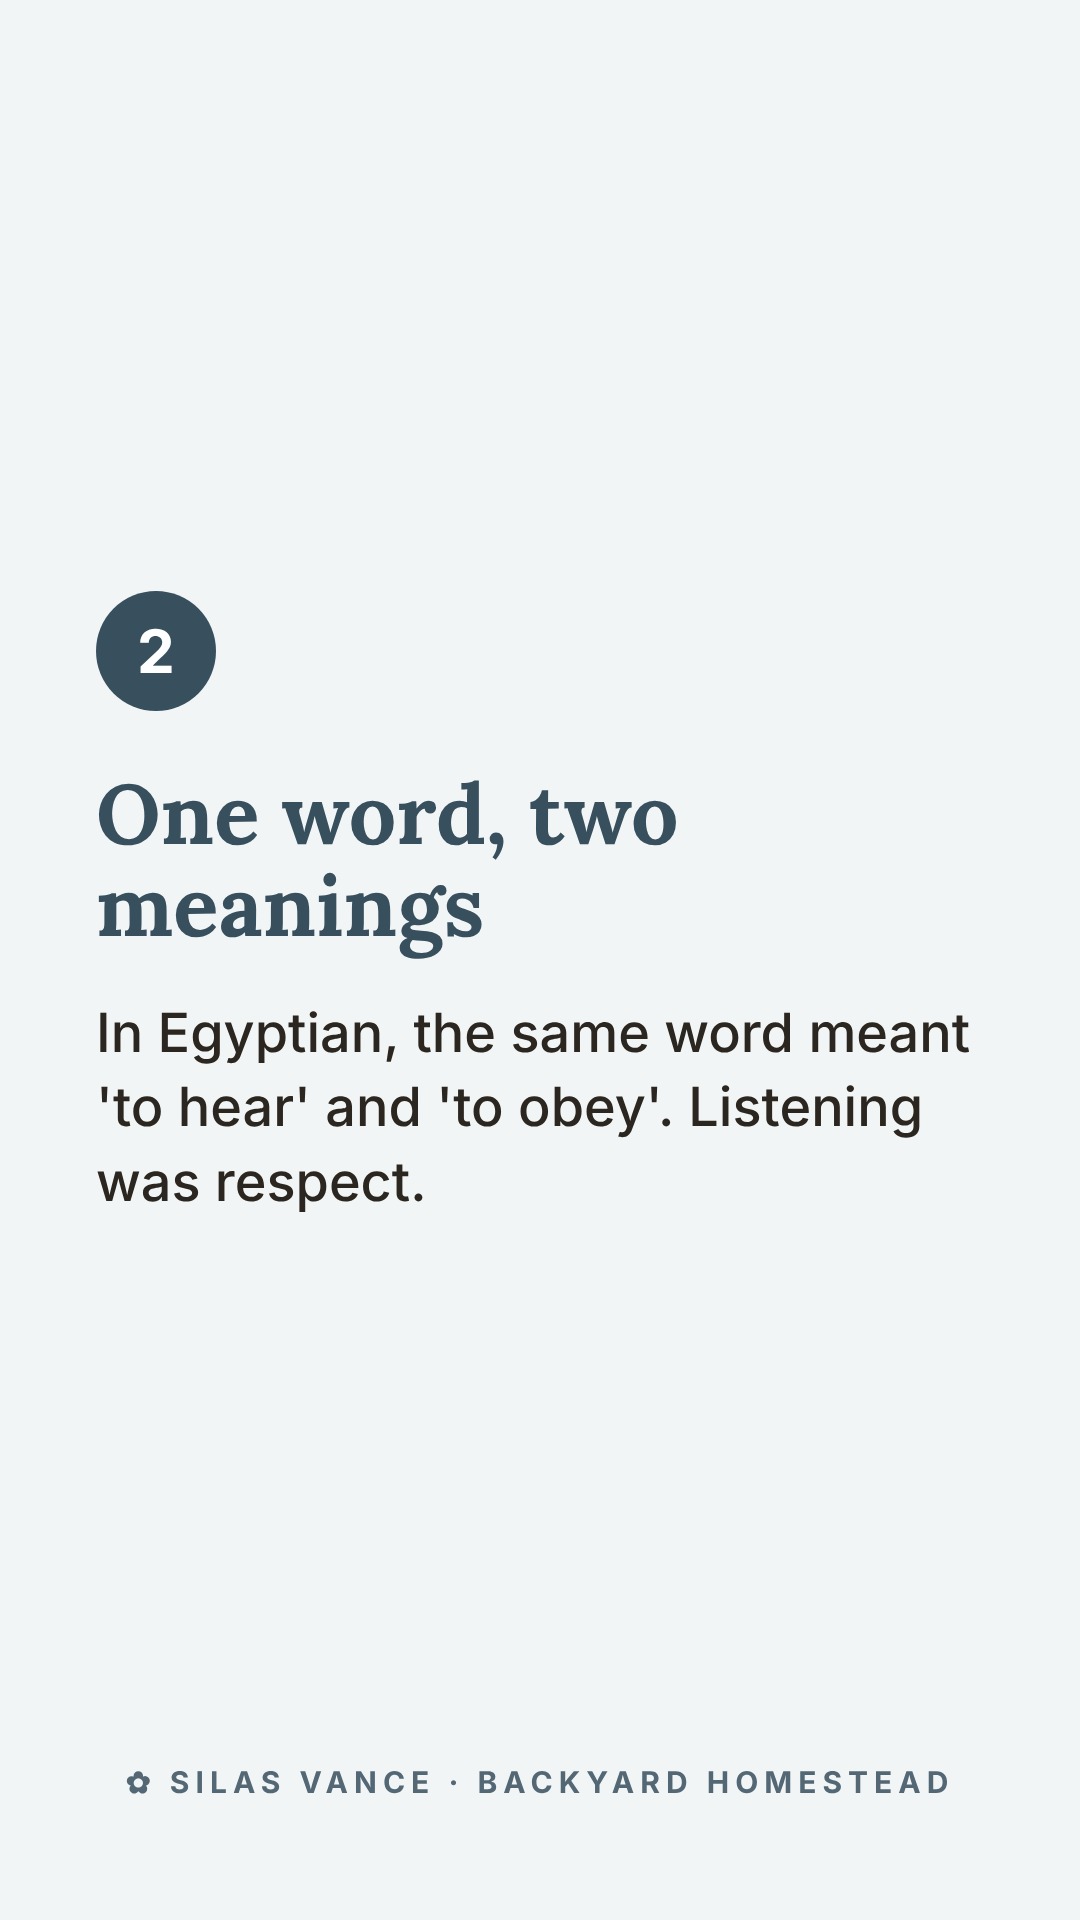 2
One word, two
meanings
In Egyptian, the same word meant
'to hear' and 'to obey'. Listening
was respect.
✿ SILAS VANCE · BACKYARD HOMESTEAD